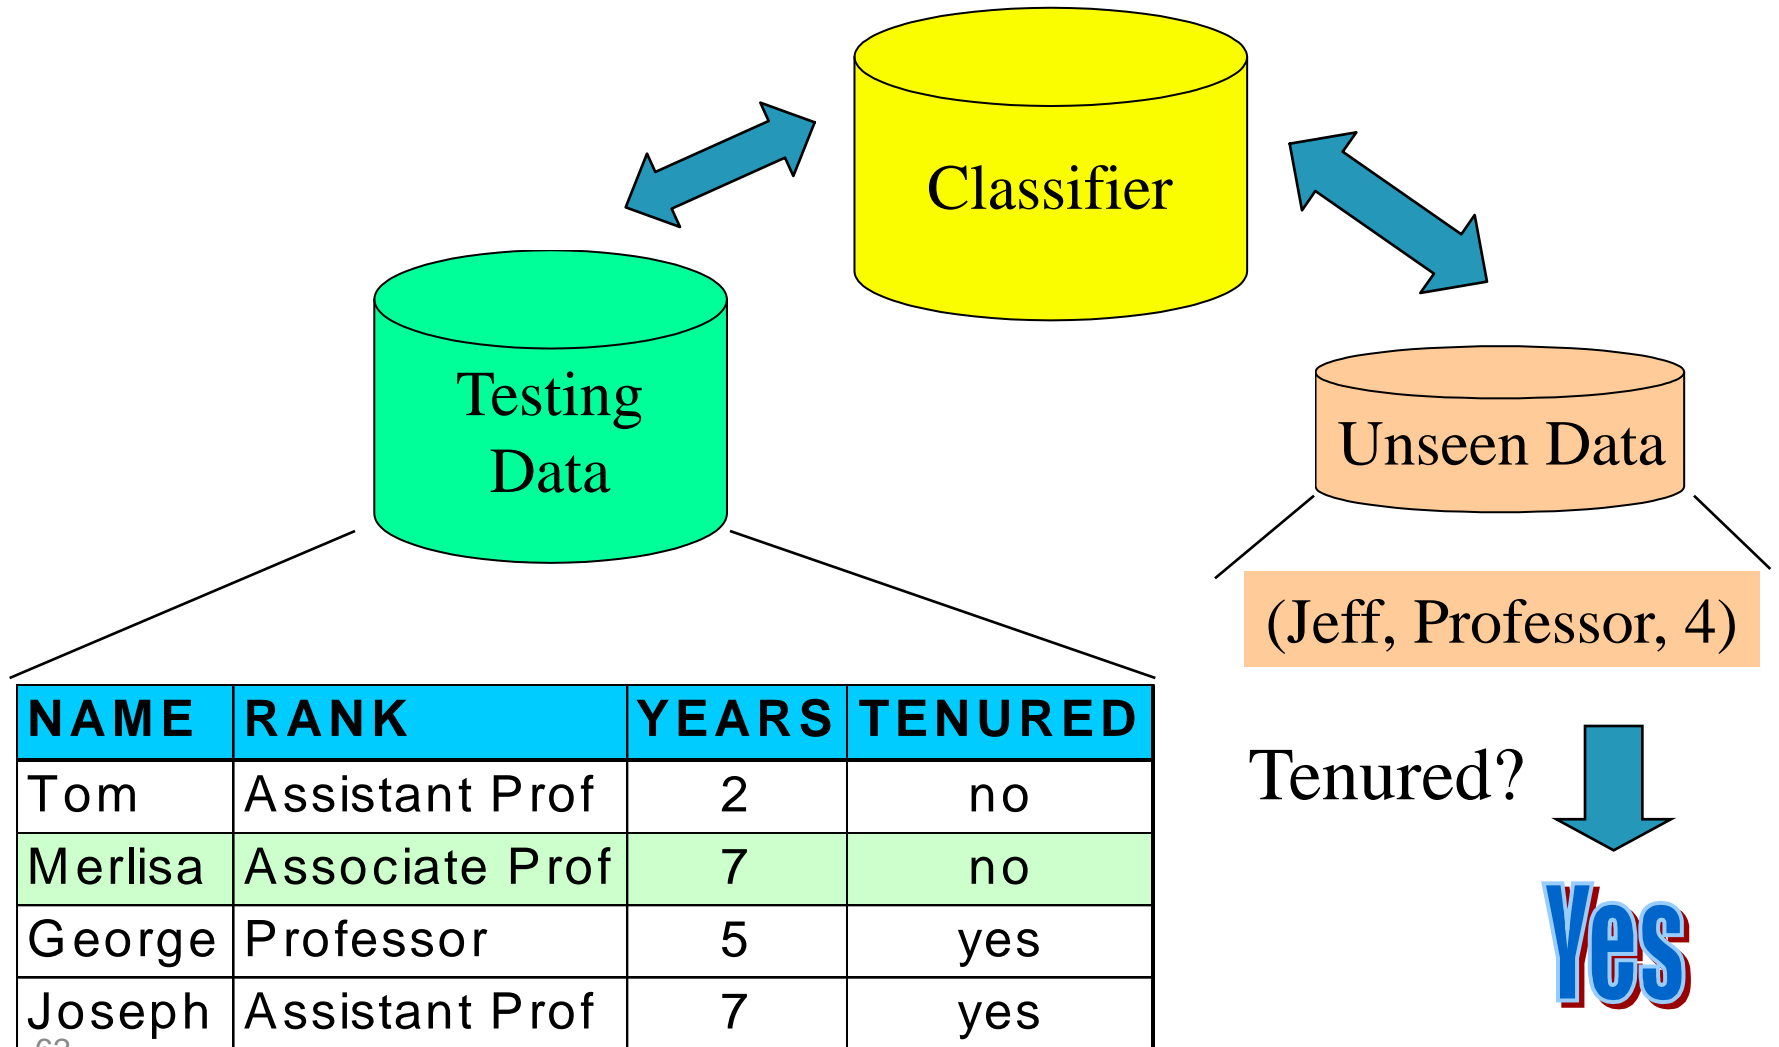 Classifier
Testing
Data
Unseen Data
(Jeff, Professor, 4)
NAME RANK YEARS TENURED
Tom Assistant Prof 2 no
Merlisa Associate Prof 7 no
George Professor 5 yes
Joseph Assistant Prof 7 yes
Tenured?
Yes